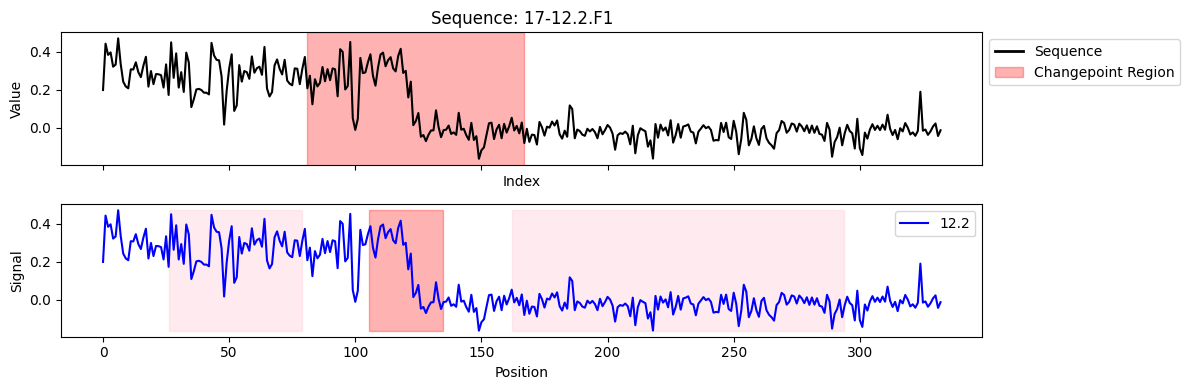 Sequence: 17-12.2.F1
0.4
0.2
0.0
Value
Index
Sequence
Changepoint Region
0.4
0.2
0.0
Signal
12.2
0 50 100 150 200 250 300
Position